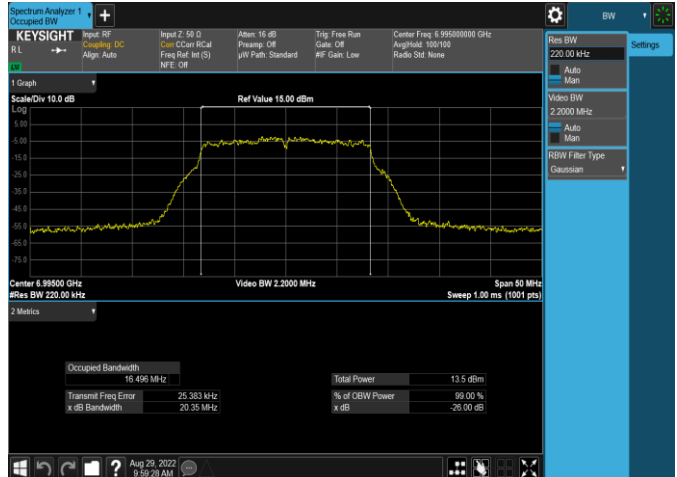 Spectrum Analyzer 1
Occupied BW
+
BW
KEYSIGHT
R L
Input: RF
Coupling: DC
Align: Auto
Input Z: 50 Ω
Corr CCorr RCal
Freq Ref: Int (S)
NFE: Off
Atten: 16 dB
Preamp: Off
µW Path: Standard
Trig: Free Run
Gate: Off
#IF Gain: Low
Center Freq: 6.995000000 GHz
Avg|Hold: 100/100
Radio Std: None
1 Graph
Scale/Div 10.0 dB
Ref Value 15.00 dBm
Log
5.00
-5.00
-15.0
-25.0
-35.0
-45.0
-55.0
-65.0
-75.0
Center 6.99500 GHz
#Res BW 220.00 kHz
Video BW 2.2000 MHz
Span 50 MHz
Sweep 1.00 ms (1001 pts)
2 Metrics
Occupied Bandwidth
16.496 MHz
Transmit Freq Error 25.383 kHz
x dB Bandwidth 20.35 MHz
Total Power 13.5 dBm
% of OBW Power 99.00 %
x dB -26.00 dB
Res BW
220.00 kHz
Auto
Man
Video BW
2.2000 MHz
Auto
Man
RBW Filter Type
Gaussian
Settings
?
Aug 29, 2022
9:59:28 AM